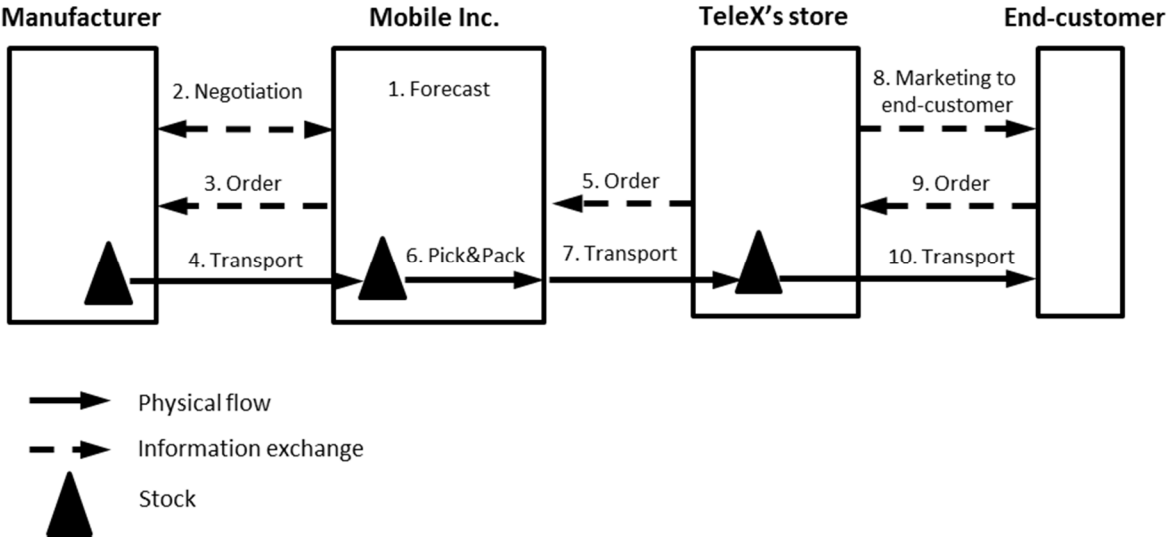 Manufacturer
Mobile Inc.
TeleX's store
End-customer
2. Negotiation
1. Forecast
8. Marketing to
end-customer
3. Order
5. Order
9. Order
4. Transport
6. Pick&Pack
7. Transport
10. Transport
Physical flow
Information exchange
Stock